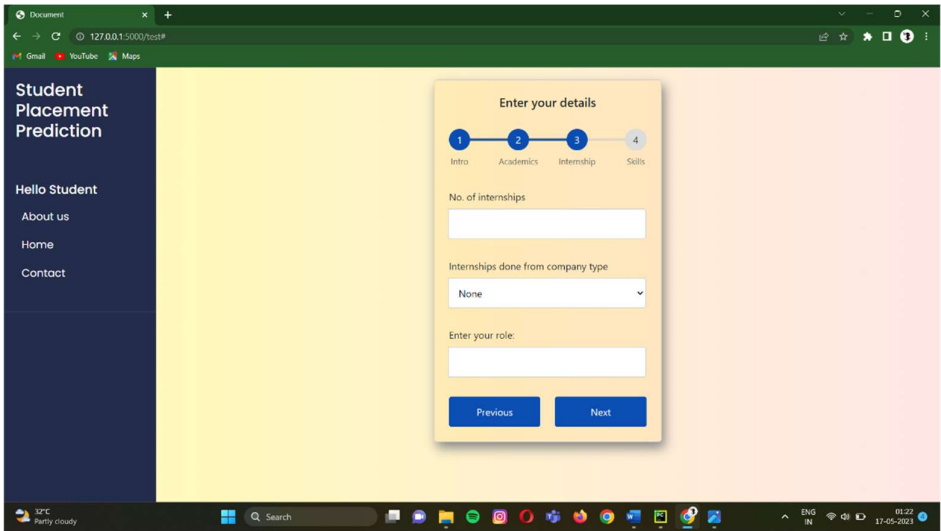 Document
127.0.0.1:5000/test#
Gmail YouTube Maps
Student
Placement
Prediction
Hello Student
About us
Home
Contact
Enter your details
1 2 3 4
Intro Academics Internship Skills
No. of internships
Internships done from company type
None
Enter your role:
Previous Next
32°C
Partly cloudy
Search
ENG
IN
01:22
17-05-2023